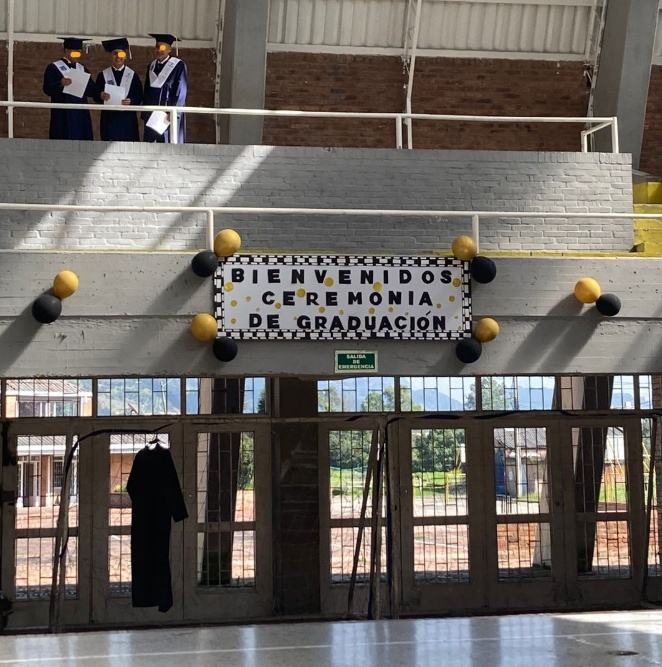 BIENVENIDOS
CEREMONIA
DE GRADUACIÓN
SALIDA
DE
EMERGENCIA